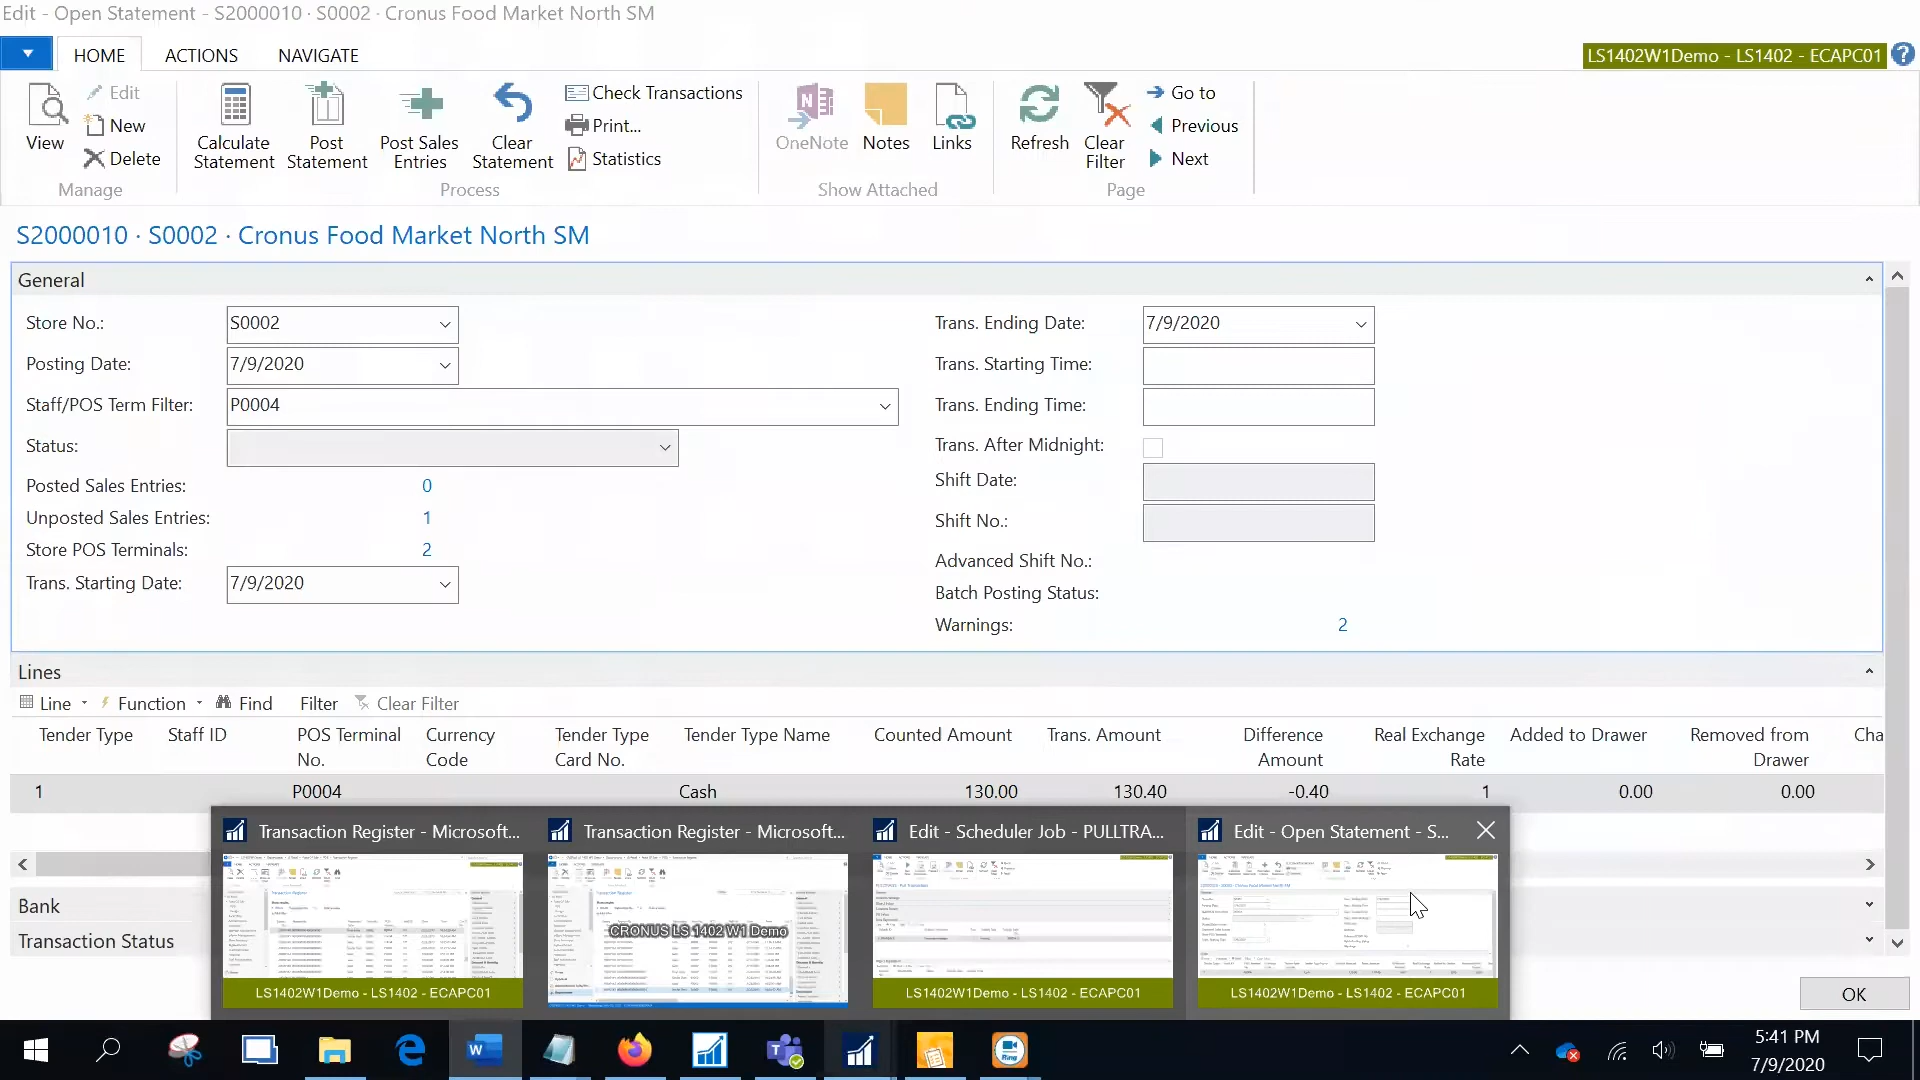 Edit - Open Statement - S2000010 · S0002 · Cronus Food Market North SM
HOME ACTIONS NAVIGATE
LS1402W1Demo - LS1402 - ECAPC01
View
Edit
New
Delete
Manage
Calculate Statement
Post Statement
Post Sales Entries
Clear Statement
Check Transactions
Print...
Statistics
Process
OneNote
Notes
Links
Show Attached
Refresh
Clear Filter
Go to
Previous
Next
Page
S2000010 · S0002 · Cronus Food Market North SM
General
Store No.: S0002
Posting Date: 7/9/2020
Staff/POS Term Filter: P0004
Status:
Posted Sales Entries: 0
Unposted Sales Entries: 1
Store POS Terminals: 2
Trans. Starting Date: 7/9/2020
Trans. Ending Date: 7/9/2020
Trans. Starting Time:
Trans. Ending Time:
Trans. After Midnight:
Shift Date:
Shift No.:
Advanced Shift No.:
Batch Posting Status:
Warnings: 2
Lines
Line Function Find Filter Clear Filter
Tender Type Staff ID POS Terminal No. Currency Code Tender Type Card No. Tender Type Name Counted Amount Trans. Amount Difference Amount Real Exchange Rate Added to Drawer Removed from Drawer Cha
1 P0004 Cash 130.00 130.40 -0.40 1 0.00 0.00
Transaction Register - Microsoft... Transaction Register - Microsoft... Edit - Scheduler Job - PULLTRA... Edit - Open Statement - S...
CRONUS LS 1402 W1 Demo
LS1402W1Demo - LS1402 - ECAPC01 LS1402W1Demo - LS1402 - ECAPC01 LS1402W1Demo - LS1402 - ECAPC01
Bank
Transaction Status
OK
Ring
5:41 PM
7/9/2020